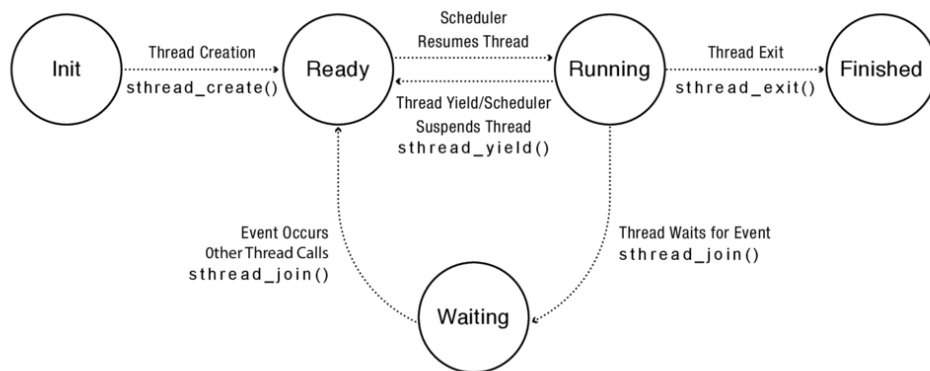 Init
Thread Creation
sthread_create()
Ready
Scheduler
Resumes Thread
Thread Yield/Scheduler
Suspends Thread
sthread_yield()
Running
Thread Exit
sthread_exit()
Finished
Event Occurs
Other Thread Calls
sthread_join()
Thread Waits for Event
sthread_join()
Waiting